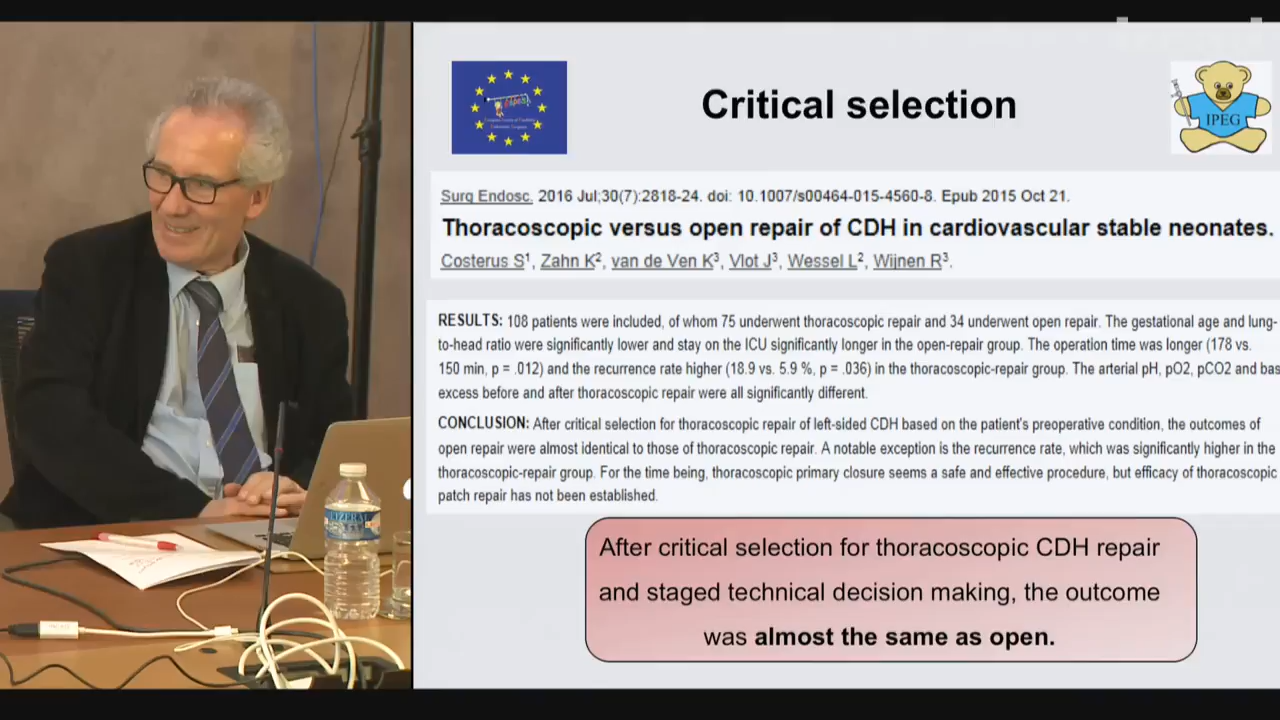 Critical selection
IPEG
Surg Endosc. 2016 Jul;30(7):2818-24. doi: 10.1007/s00464-015-4560-8. Epub 2015 Oct 21.
Thoracoscopic versus open repair of CDH in cardiovascular stable neonates.
Costerus S1, Zahn K2, van de Ven K3, Vlot J3, Wessel L2, Wijnen R3.
RESULTS: 108 patients were included, of whom 75 underwent thoracoscopic repair and 34 underwent open repair. The gestational age and lung-
to-head ratio were significantly lower and stay on the ICU significantly longer in the open-repair group. The operation time was longer (178 vs.
150 min, p = .012) and the recurrence rate higher (18.9 vs. 5.9 %, p = .036) in the thoracoscopic-repair group. The arterial pH, pO2, pCO2 and bas
excess before and after thoracoscopic repair were all significantly different.
CONCLUSION: After critical selection for thoracoscopic repair of left-sided CDH based on the patient's preoperative condition, the outcomes of
open repair were almost identical to those of thoracoscopic repair. A notable exception is the recurrence rate, which was significantly higher in the
thoracoscopic-repair group. For the time being, thoracoscopic primary closure seems a safe and effective procedure, but efficacy of thoracoscopic
patch repair has not been established.
After critical selection for thoracoscopic CDH repair
and staged technical decision making, the outcome
was almost the same as open.